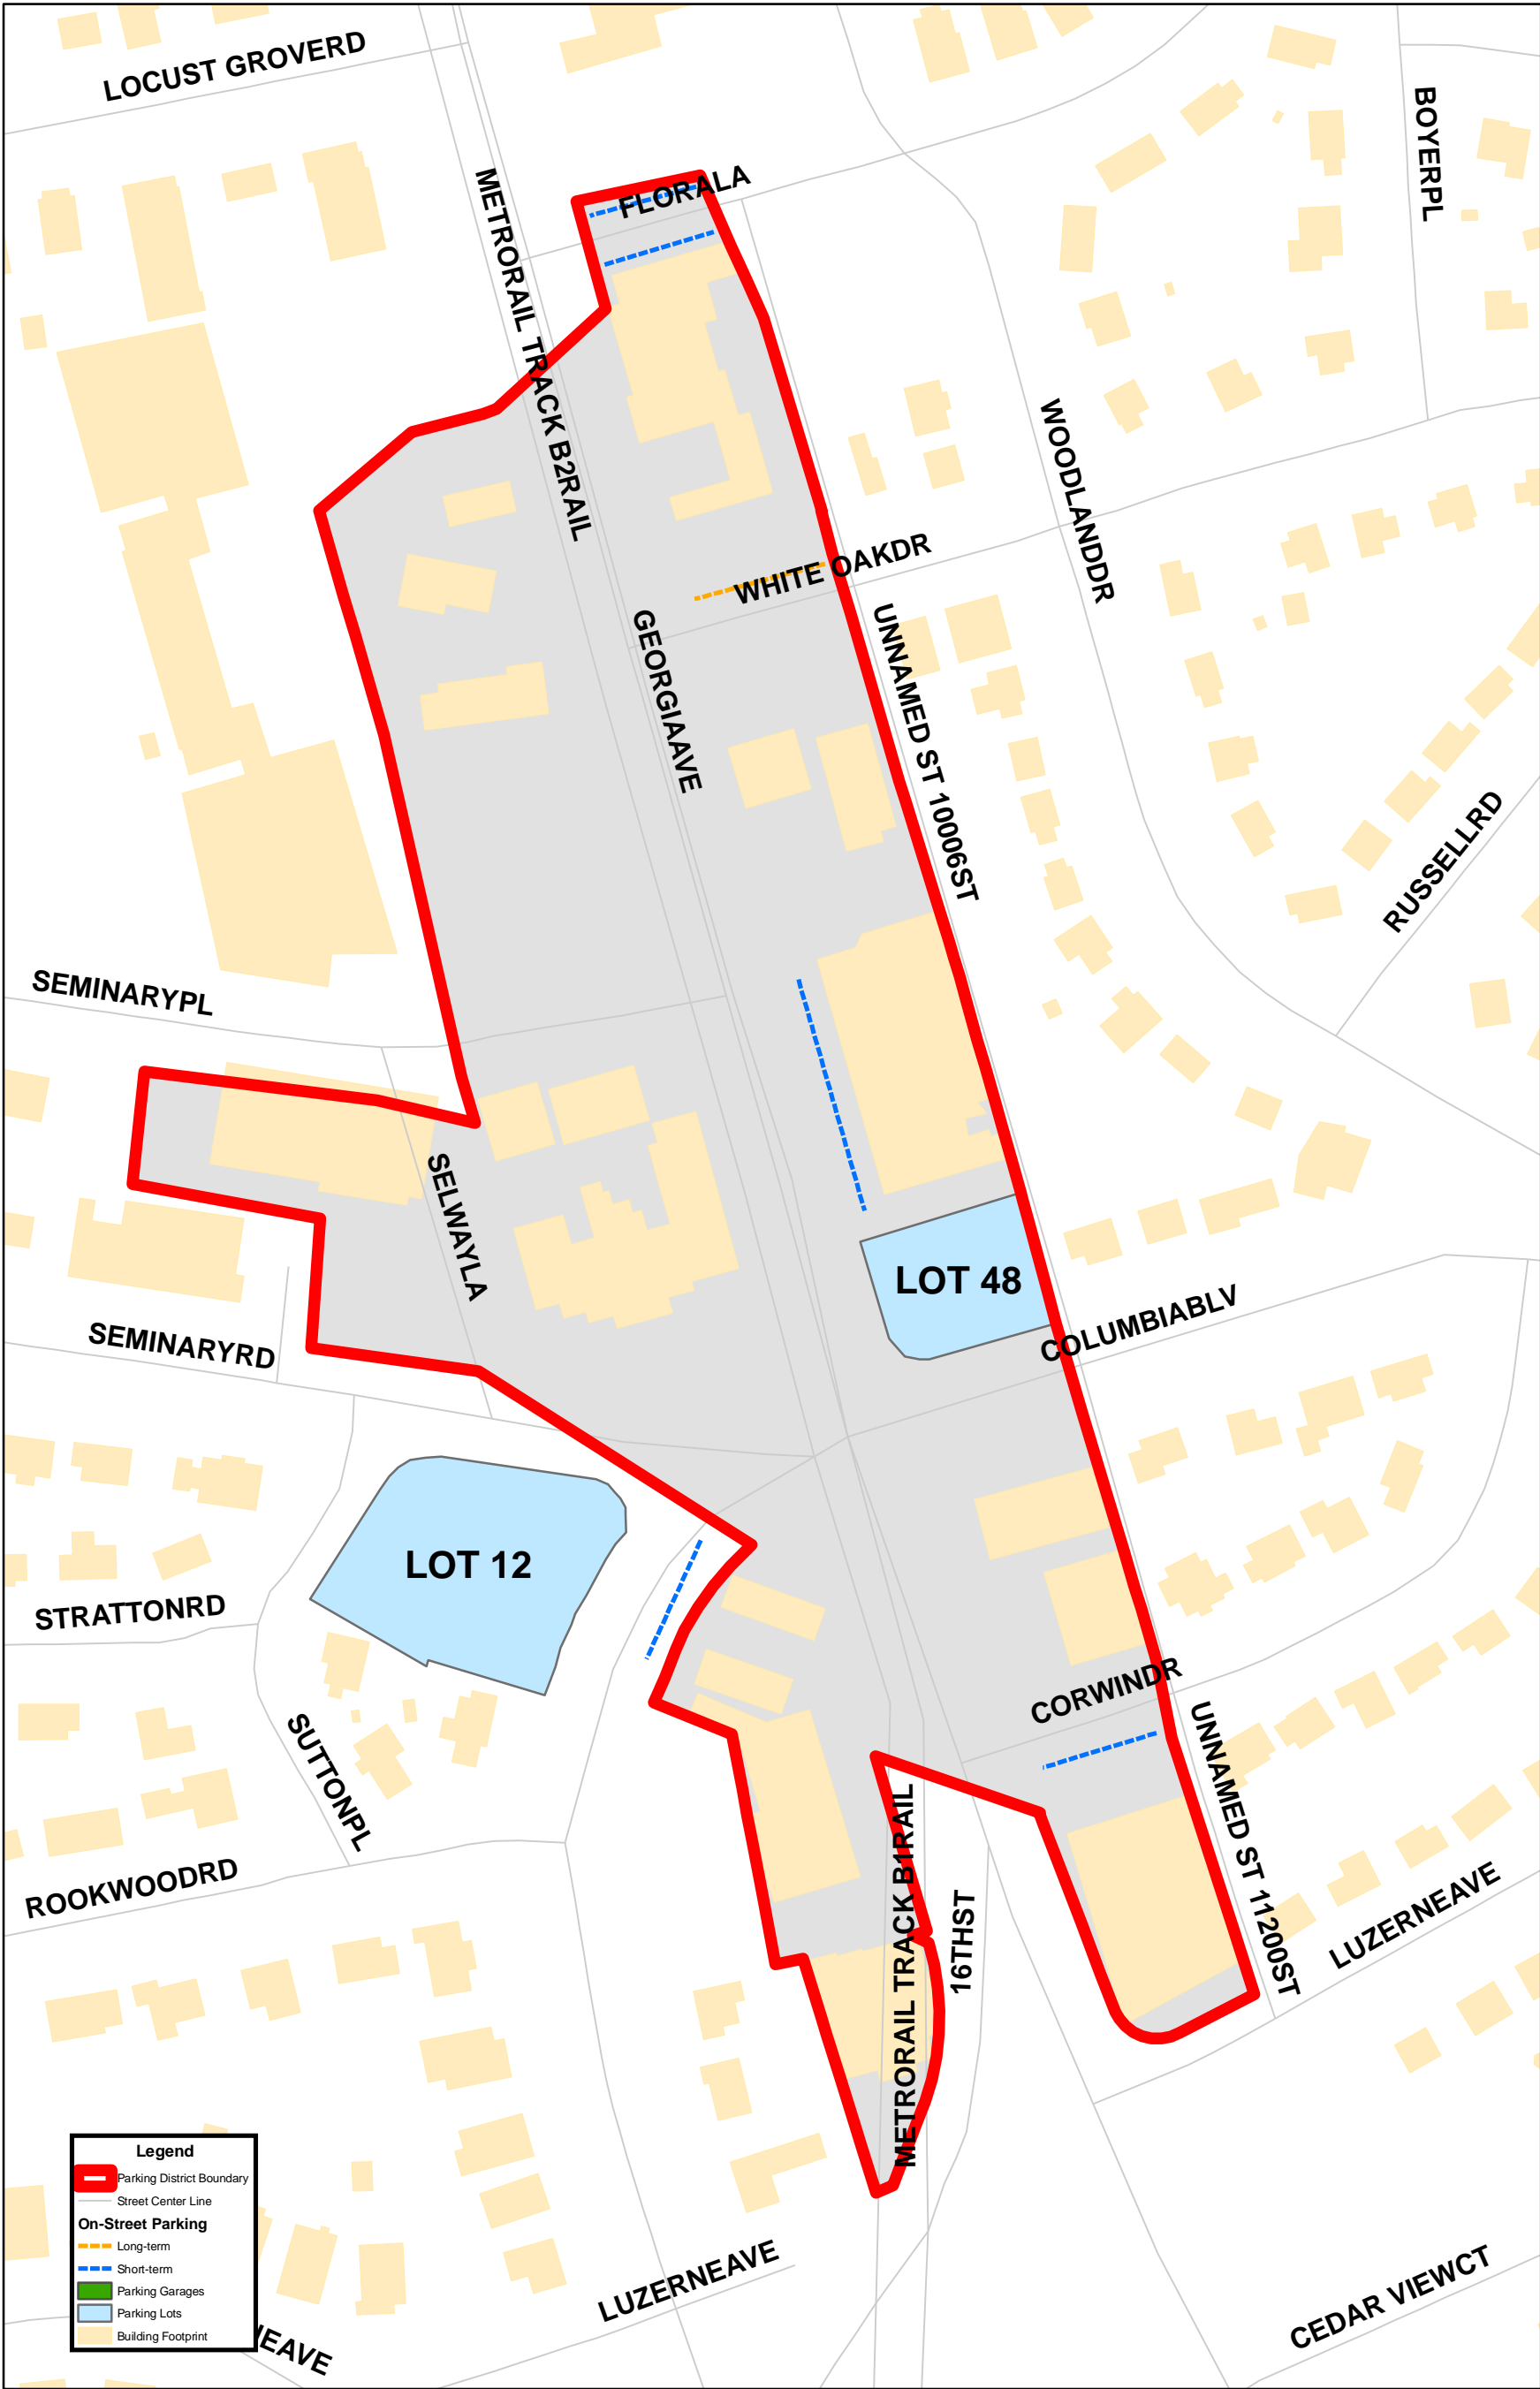 LOCUST GROVERD
BOYERPL
FLORALA
METRORAIL TRACK B2RAIL
WOODLANDDR
WHITE OAKDR
UNNAMED ST 10006ST
GEORGIAAVE
RUSSELLRD
SEMINARYPL
SELWAYLA
LOT 48
COLUMBIABLV
SEMINARYRD
LOT 12
STRATTONRD
CORWINDR
SUTTONPL
UNNAMED ST 11200ST
METRORAIL TRACK B1RAIL
ROOKWOODRD
16THST
LUZERNEAVE
LUZERNEAVE
CEDAR VIEWCT
NEAVE
Legend
Parking District Boundary
Street Center Line
On-Street Parking
Long-term
Short-term
Parking Garages
Parking Lots
Building Footprint